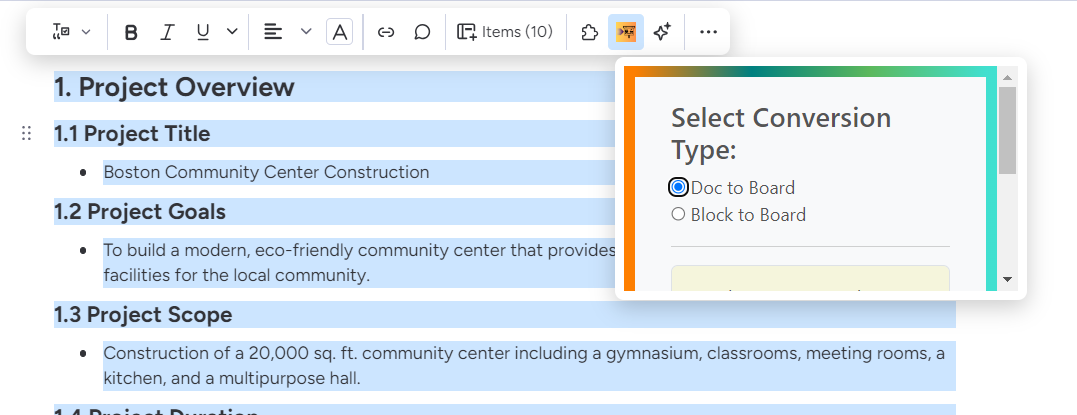 B I U A Items (10)
1. Project Overview
1.1 Project Title
Boston Community Center Construction
1.2 Project Goals
To build a modern, eco-friendly community center that provides
facilities for the local community.
1.3 Project Scope
Construction of a 20,000 sq. ft. community center including a gymnasium, classrooms, meeting rooms, a
kitchen, and a multipurpose hall.
1.4 Project Duration
Select Conversion
Type:
Doc to Board
Block to Board